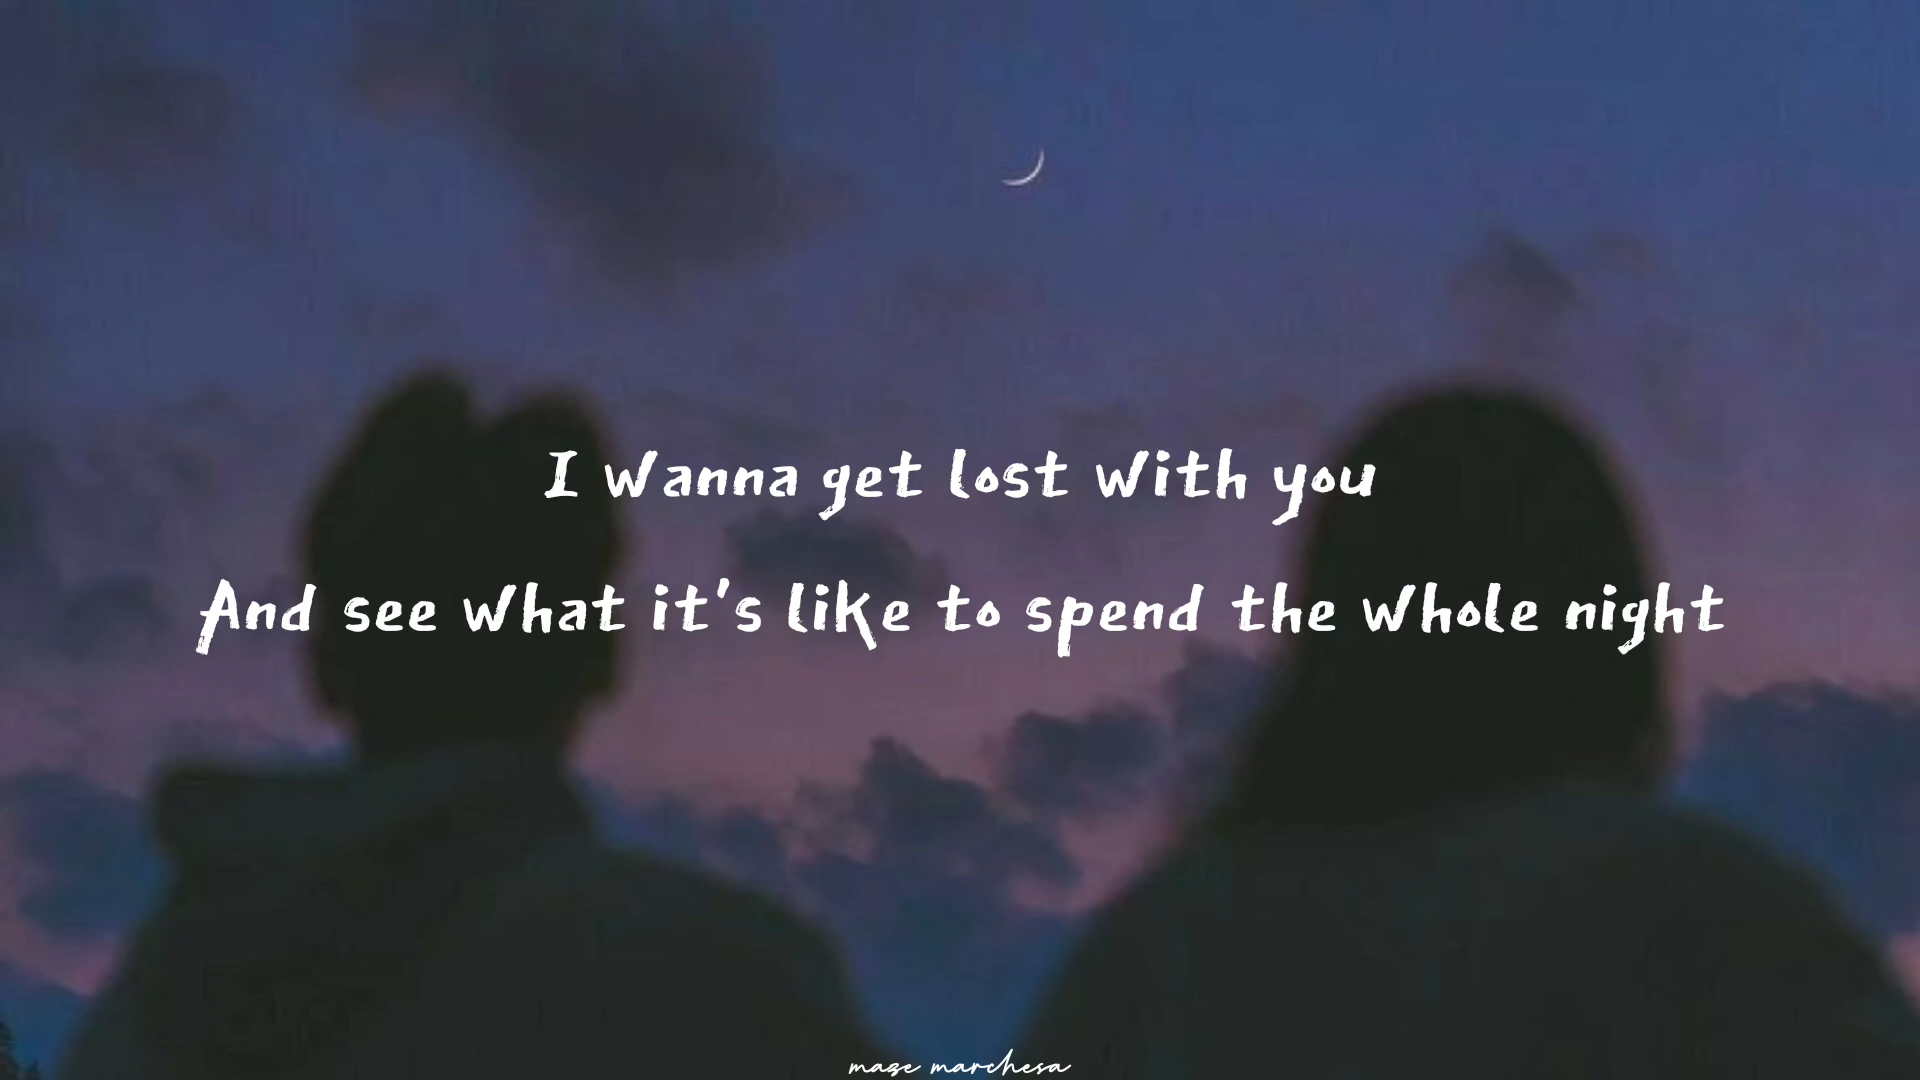 I wanna get lost with you
And see what it's like to spend the whole night
maze marchesa